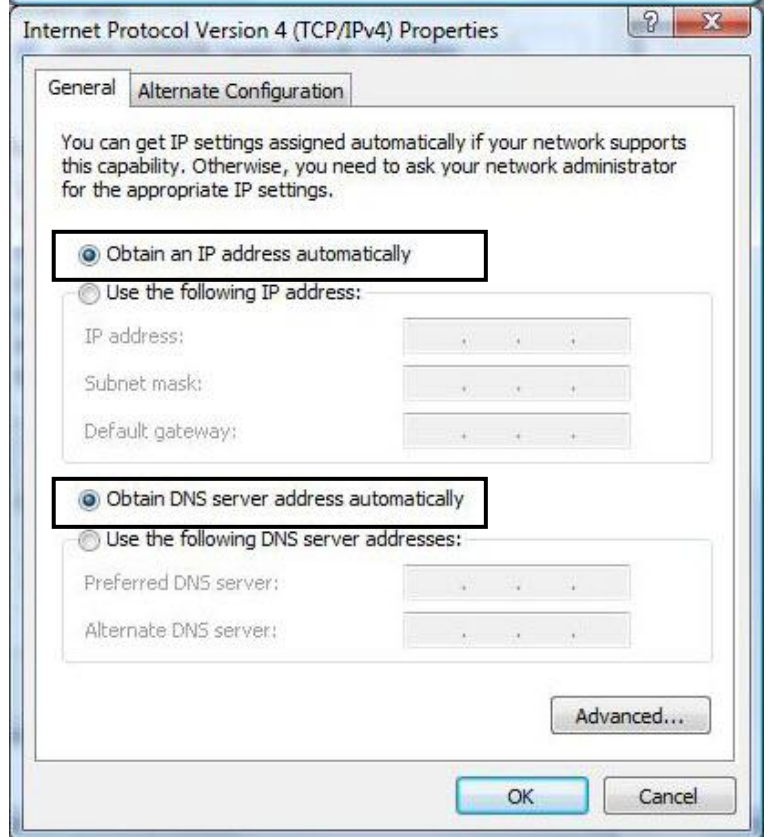 Internet Protocol Version 4 (TCP/IPv4) Properties
General
Alternate Configuration
You can get IP settings assigned automatically if your network supports
this capability. Otherwise, you need to ask your network administrator
for the appropriate IP settings.
Obtain an IP address automatically
Use the following IP address:
IP address:
Subnet mask:
Default gateway:
Obtain DNS server address automatically
Use the following DNS server addresses:
Preferred DNS server:
Alternate DNS server:
Advanced...
OK
Cancel